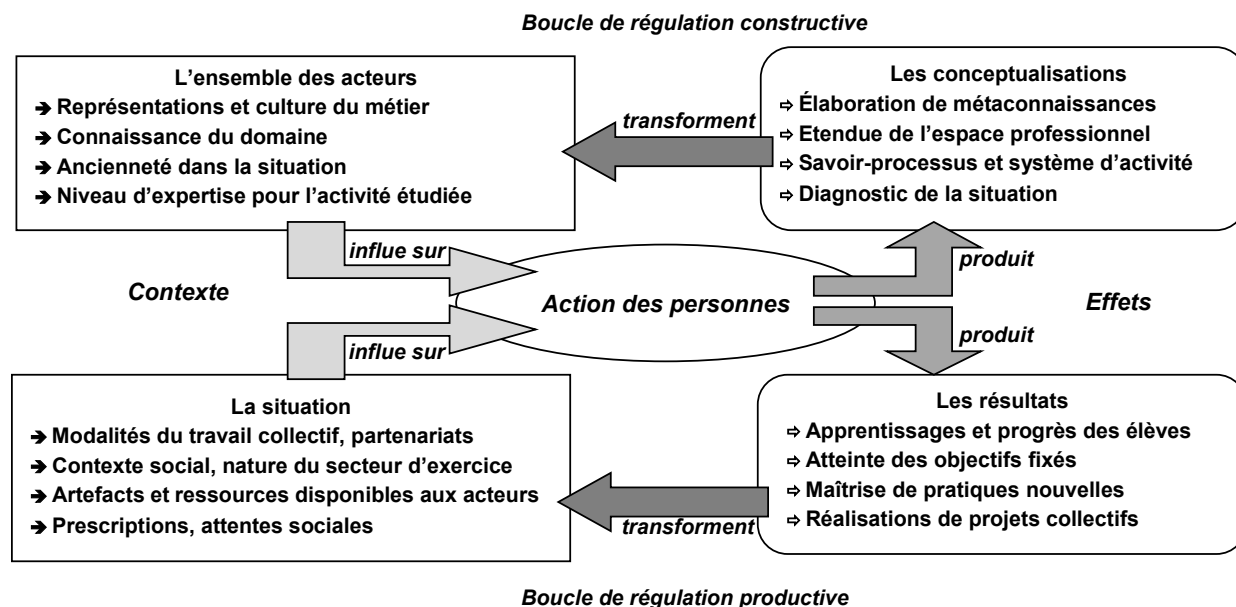 Boucle de régulation constructive
L'ensemble des acteurs
➔ Représentations et culture du métier
➔ Connaissance du domaine
➔ Ancienneté dans la situation
➔ Niveau d'expertise pour l'activité étudiée
transforment
Les conceptualisations
⇨ Élaboration de métaconnaissances
⇨ Etendue de l'espace professionnel
⇨ Savoir-processus et système d'activité
⇨ Diagnostic de la situation
influe sur
produit
Contexte
Action des personnes
Effets
influe sur
produit
La situation
➔ Modalités du travail collectif, partenariats
➔ Contexte social, nature du secteur d'exercice
➔ Artefacts et ressources disponibles aux acteurs
➔ Prescriptions, attentes sociales
transforment
Les résultats
⇨ Apprentissages et progrès des élèves
⇨ Atteinte des objectifs fixés
⇨ Maîtrise de pratiques nouvelles
⇨ Réalisations de projets collectifs
Boucle de régulation productive